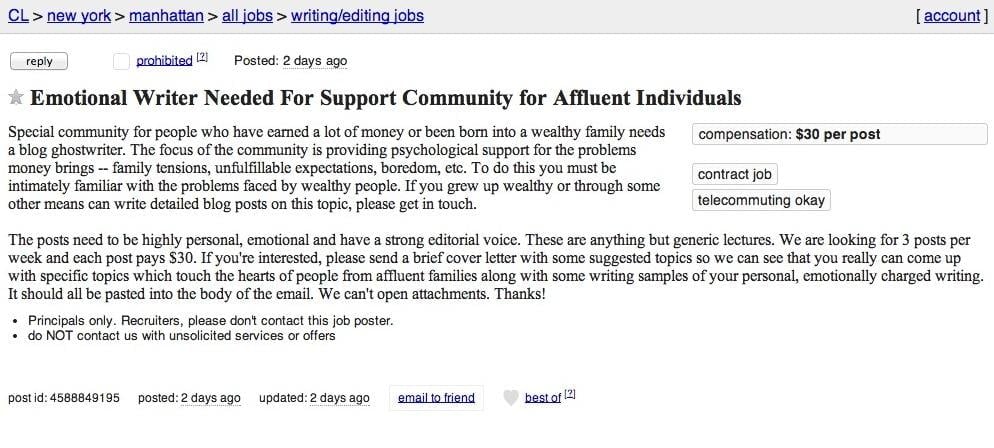 CL > new york > manhattan > all jobs > writing/editing jobs [ account ]
reply prohibited [?] Posted: 2 days ago
Emotional Writer Needed For Support Community for Affluent Individuals
Special community for people who have earned a lot of money or been born into a wealthy family needs
a blog ghostwriter. The focus of the community is providing psychological support for the problems
money brings -- family tensions, unfulfillable expectations, boredom, etc. To do this you must be
intimately familiar with the problems faced by wealthy people. If you grew up wealthy or through some
other means can write detailed blog posts on this topic, please get in touch.
compensation: $30 per post
contract job
telecommuting okay
The posts need to be highly personal, emotional and have a strong editorial voice. These are anything but generic lectures. We are looking for 3 posts per
week and each post pays $30. If you're interested, please send a brief cover letter with some suggested topics so we can see that you really can come up
with specific topics which touch the hearts of people from affluent families along with some writing samples of your personal, emotionally charged writing.
It should all be pasted into the body of the email. We can't open attachments. Thanks!
• Principals only. Recruiters, please don't contact this job poster.
• do NOT contact us with unsolicited services or offers
post id: 4588849195 posted: 2 days ago updated: 2 days ago email to friend best of [?]